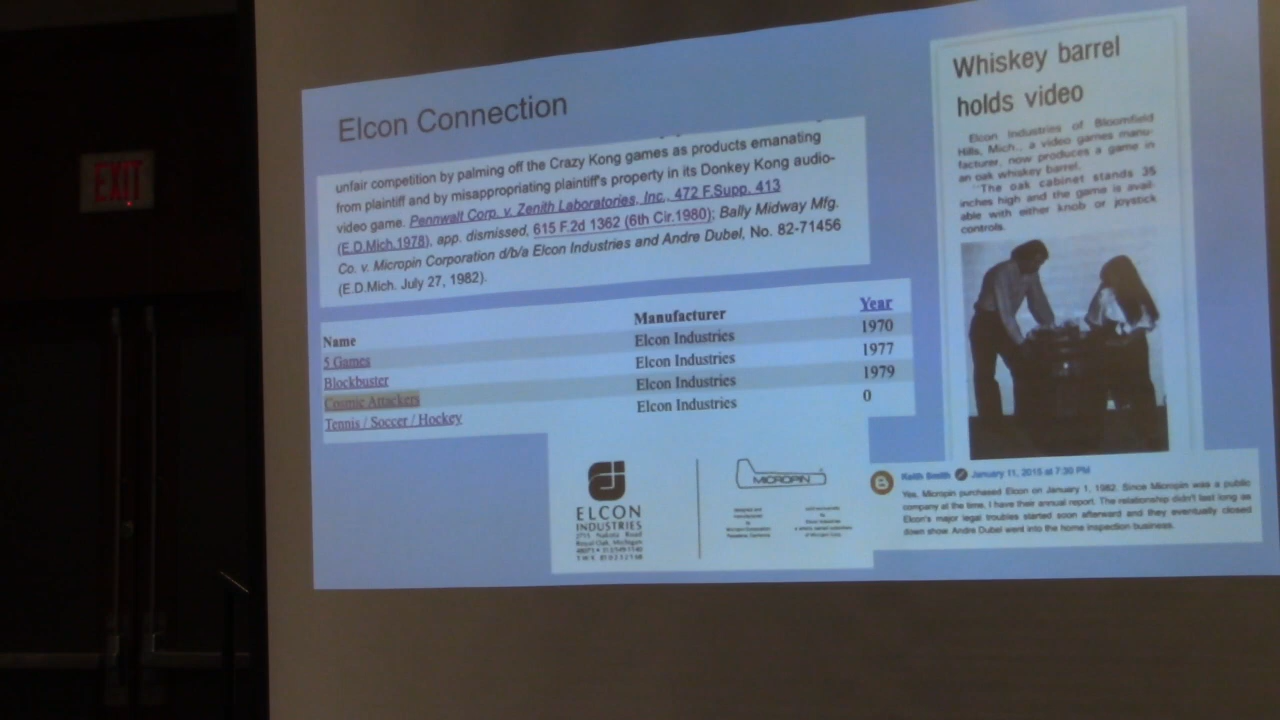 EXIT
Elcon Connection
unfair competition by palming off the Crazy Kong games as products emanating
from plaintiff and by misappropriating plaintiff's property in its Donkey Kong audio-
video game. Pennwalt Corp. v. Zenith Laboratories, Inc., 472 F.Supp. 413
(E.D.Mich.1978), app. dismissed, 615 F.2d 1362 (6th Cir.1980); Bally Midway Mfg.
Co. v. Micropin Corporation d/b/a Elcon Industries and Andre Dubel, No. 82-71456
(E.D.Mich. July 27, 1982).
Name Manufacturer Year
5 Games Elcon Industries 1970
Blockbuster Elcon Industries 1977
Cosmic Attackers Elcon Industries 1979
Tennis / Soccer / Hockey Elcon Industries 0
ELCON
INDUSTRIES
Royal Oak, Michigan
MICROPIN
Whiskey barrel
holds video
Elcon Industries of Bloomfield
Hills, Mich., a video games manu-
facturer, now produces a game in
an oak whiskey barrel.
"The oak cabinet stands 35
inches high and the game is avail-
able with either knob or joystick
controls.
Keith Smith January 11, 2015 at 7:30 PM
Yes, Micropin purchased Elcon on January 1, 1982. Since Micropin was a public
company at the time, I have their annual report. The relationship didn't last long as
Elcon's major legal troubles started soon afterward and they eventually closed
down show. Andre Dubel went into the home inspection business.